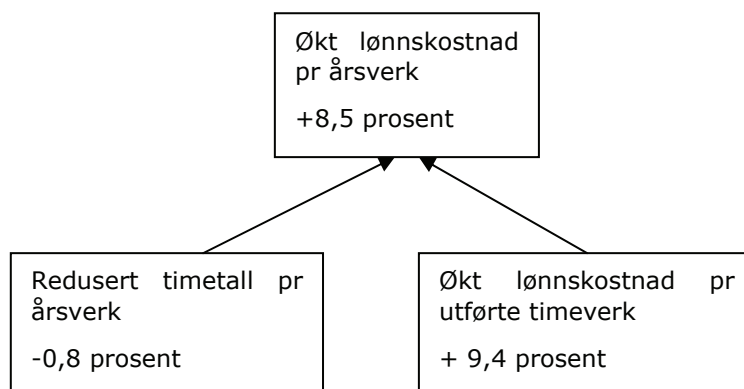 Økt lønnskostnad
pr årsverk
+8,5 prosent
Redusert timetall pr
årsverk
-0,8 prosent
Økt lønnskostnad pr
utførte timeverk
+ 9,4 prosent